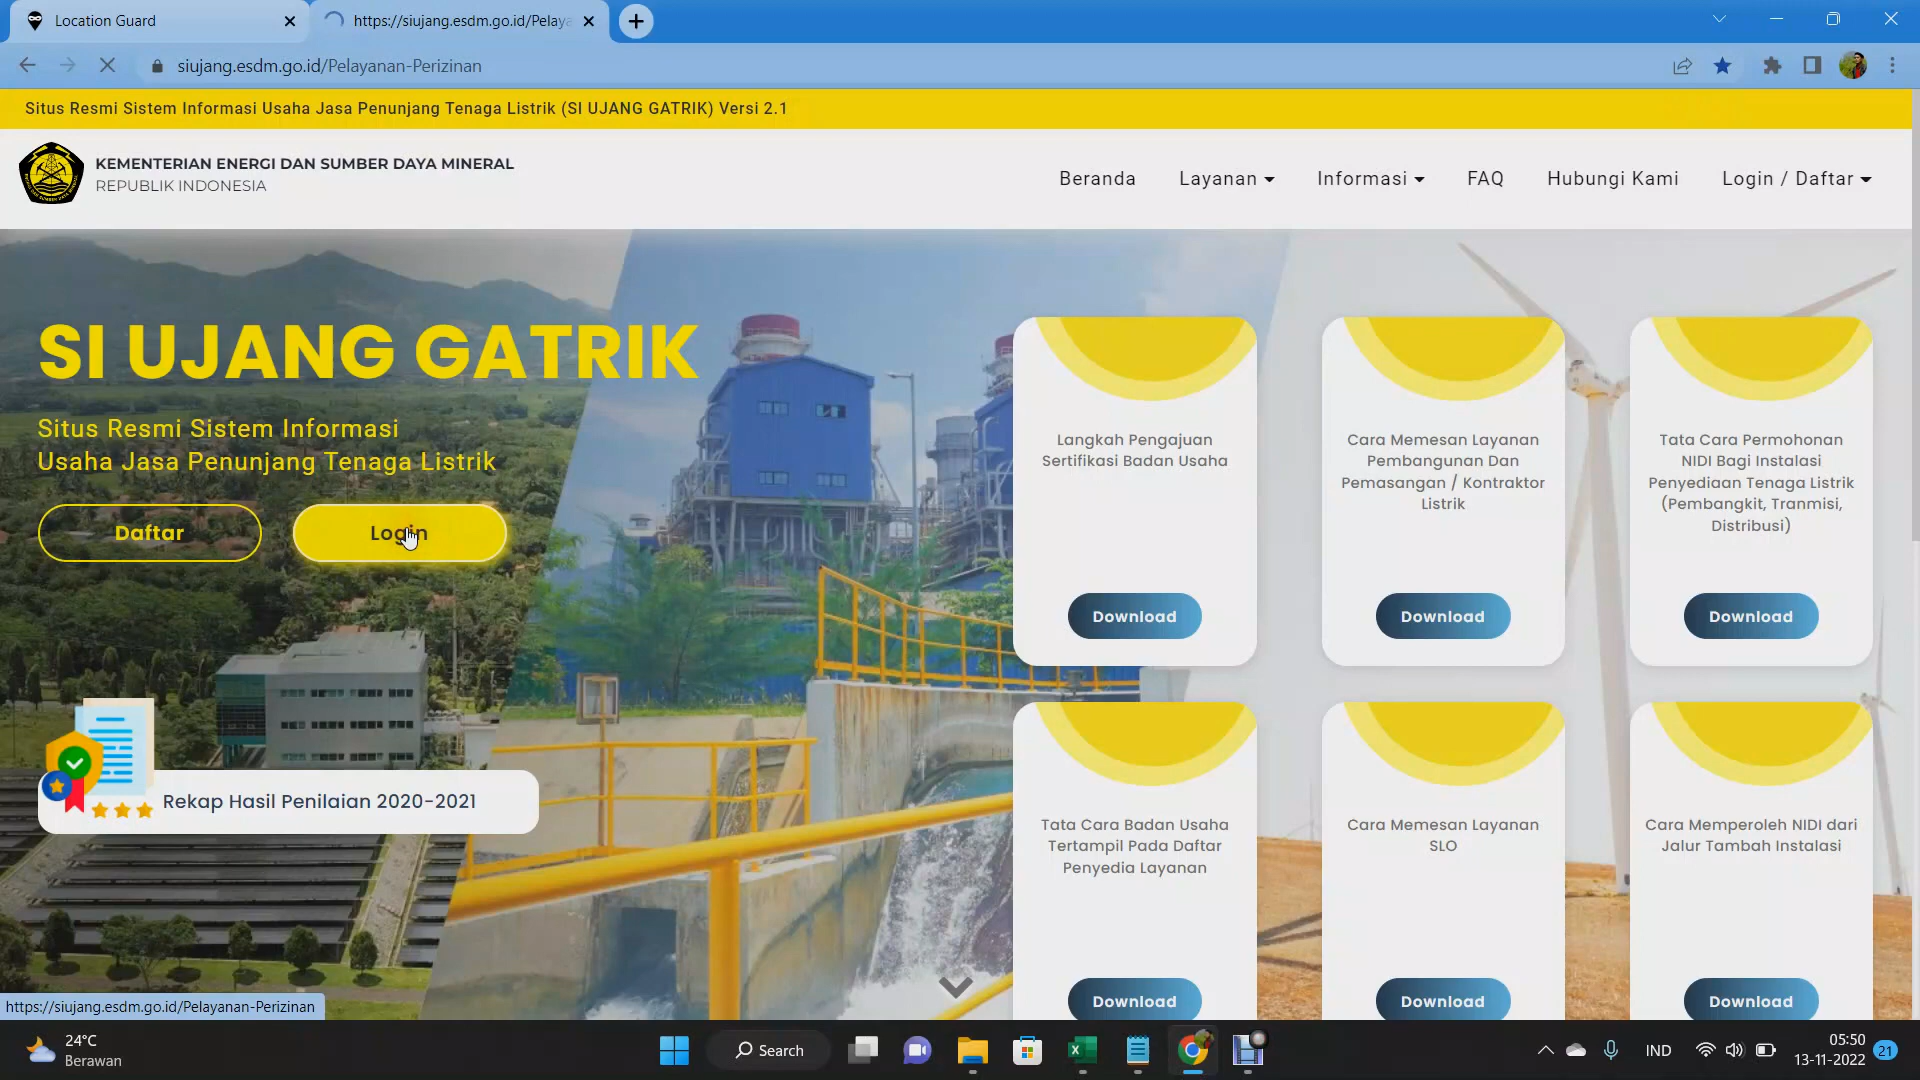 Location Guard
https://siujang.esdm.go.id/Pelaya
siujang.esdm.go.id/Pelayanan-Perizinan
Situs Resmi Sistem Informasi Usaha Jasa Penunjang Tenaga Listrik (SI UJANG GATRIK) Versi 2.1
KEMENTERIAN ENERGI DAN SUMBER DAYA MINERAL
REPUBLIK INDONESIA
Beranda
Layanan
Informasi
FAQ
Hubungi Kami
Login / Daftar
SI UJANG GATRIK
Situs Resmi Sistem Informasi
Usaha Jasa Penunjang Tenaga Listrik
Daftar
Login
Rekap Hasil Penilaian 2020-2021
Langkah Pengajuan
Sertifikasi Badan Usaha
Download
Cara Memesan Layanan
Pembangunan Dan
Pemasangan / Kontraktor
Listrik
Download
Tata Cara Permohonan
NIDI Bagi Instalasi
Penyediaan Tenaga Listrik
(Pembangkit, Tranmisi,
Distribusi)
Download
Tata Cara Badan Usaha
Tertampil Pada Daftar
Penyedia Layanan
Download
Cara Memesan Layanan
SLO
Download
Cara Memperoleh NIDI dari
Jalur Tambah Instalasi
Download
https://siujang.esdm.go.id/Pelayanan-Perizinan
24°C
Berawan
Search
IND
05:50
13-11-2022
21